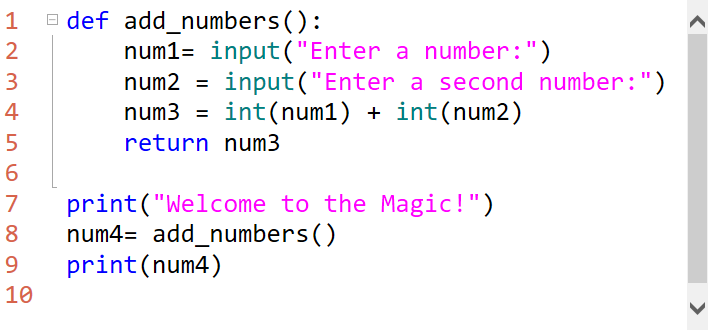 1 def add_numbers():
2     num1= input("Enter a number:")
3     num2 = input("Enter a second number:")
4     num3 = int(num1) + int(num2)
5     return num3
6
7 print("Welcome to the Magic!")
8 num4= add_numbers()
9 print(num4)
10